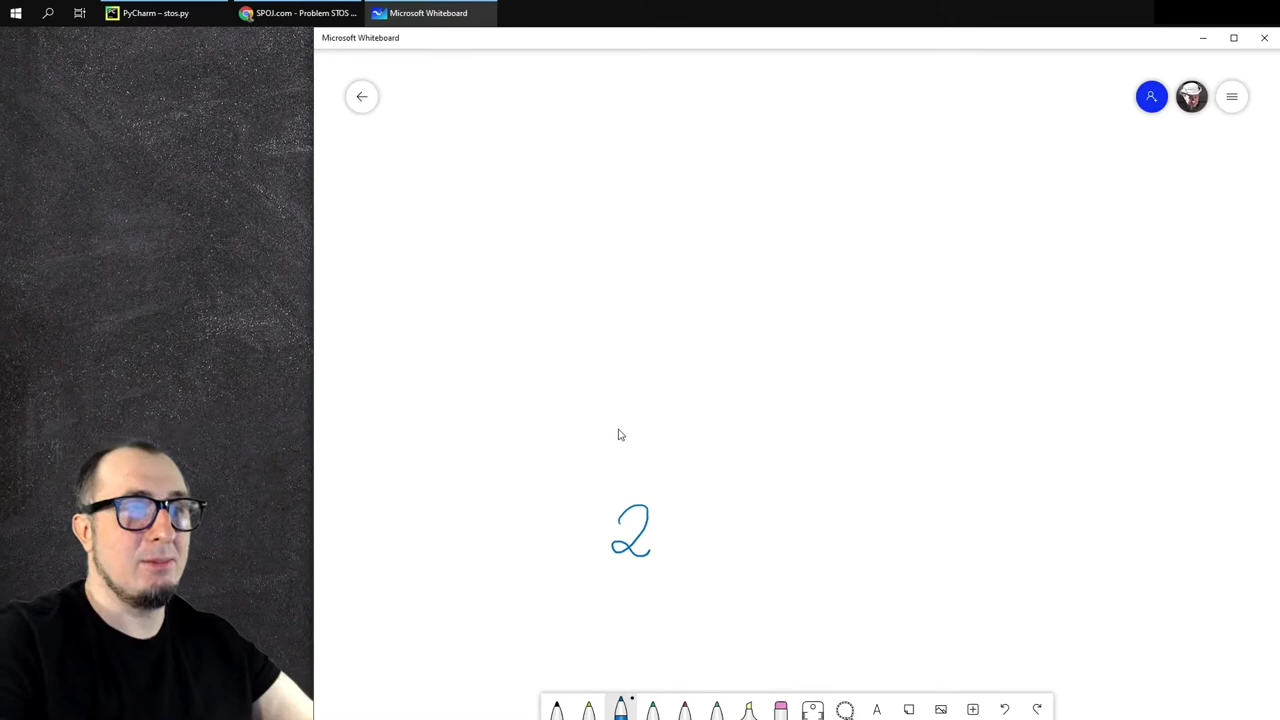 PyCharm – stos.py
SPOJ.com - Problem STOS ...
Microsoft Whiteboard
Microsoft Whiteboard
2
A